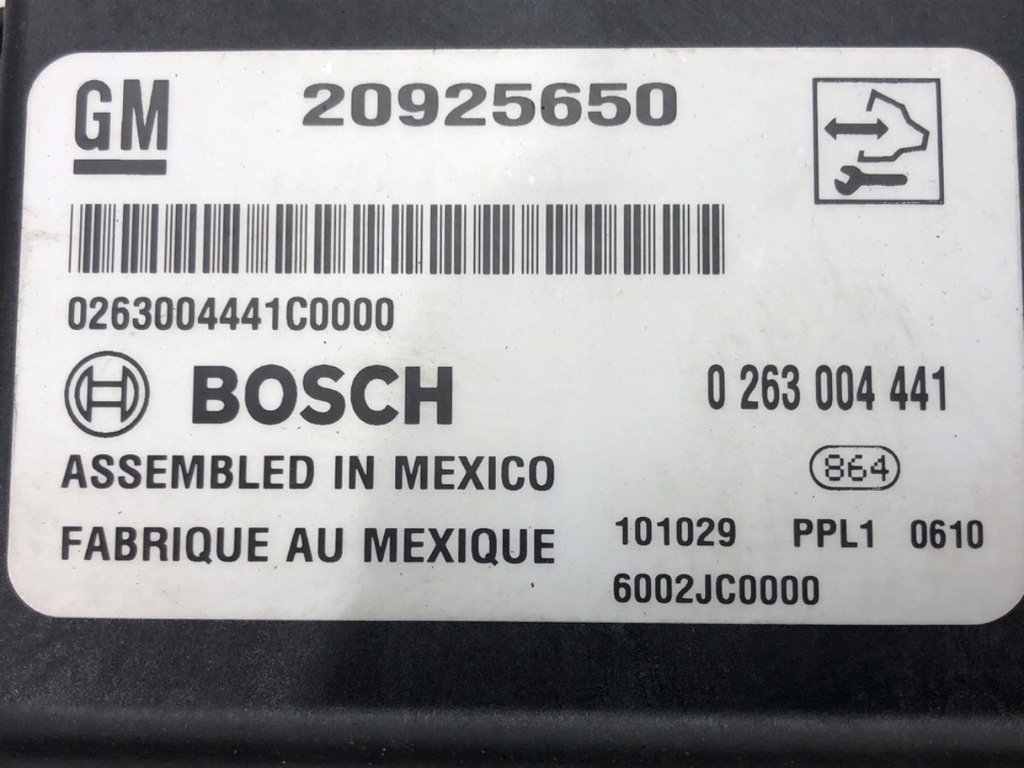 GM 20925650
0263004441C0000
BOSCH 0 263 004 441
ASSEMBLED IN MEXICO 864
FABRIQUE AU MEXIQUE 101029 PPL1 0610
6002JC0000